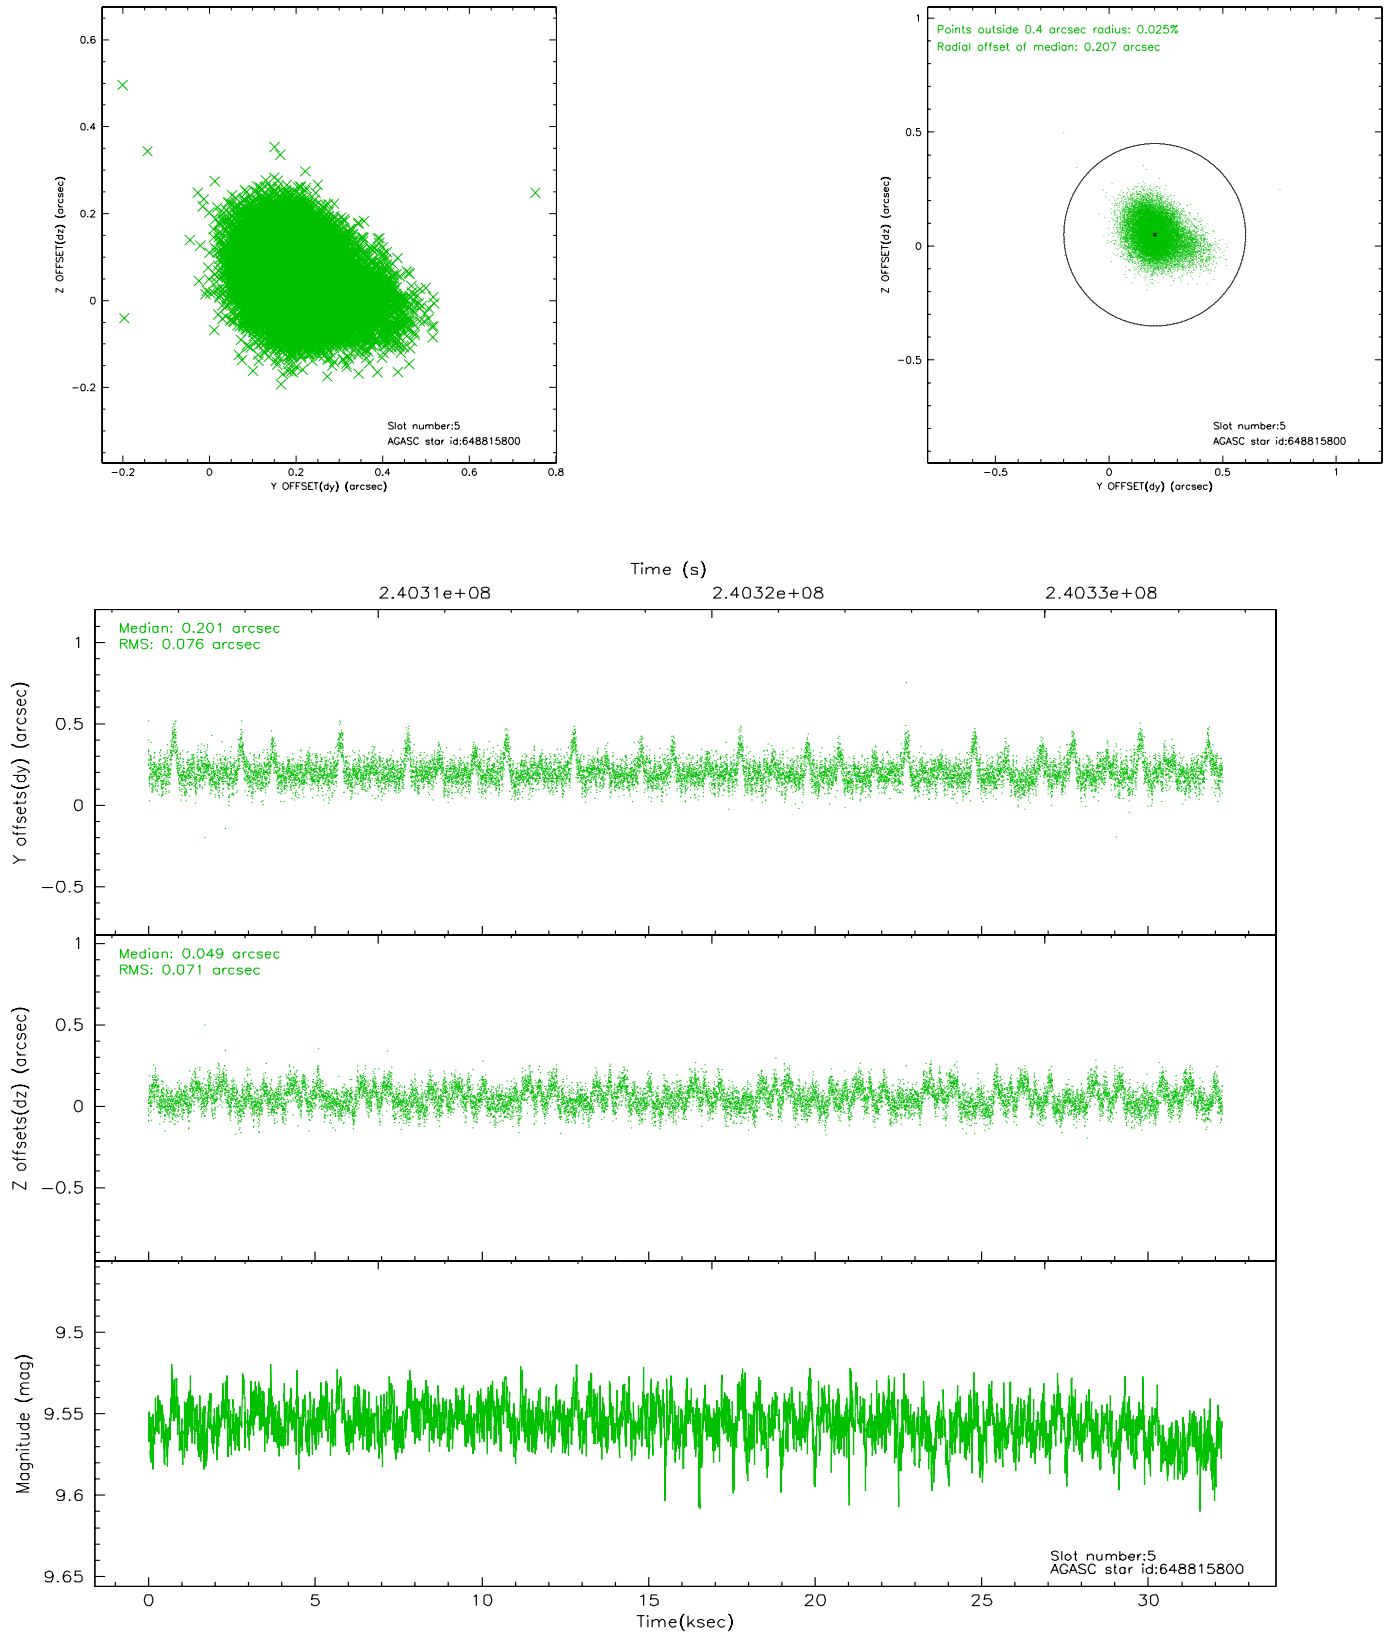 0.6
0.4
0.2
0
−0.2
Z OFFSET(dz) (arcsec)
Slot number:5
AGASC star id:648815800
−0.2
0
0.2
0.4
0.6
0.8
Y OFFSET(dy) (arcsec)
Points outside 0.4 arcsec radius: 0.025%
Radial offset of median: 0.207 arcsec
1
0.5
0
−0.5
Z OFFSET(dz) (arcsec)
Slot number:5
AGASC star id:648815800
−0.5
0
0.5
1
Y OFFSET(dy) (arcsec)
Time (s)
2.4031e+08
2.4032e+08
2.4033e+08
Median: 0.201 arcsec
RMS: 0.076 arcsec
1
0.5
0
−0.5
Y offsets(dy) (arcsec)
Median: 0.049 arcsec
RMS: 0.071 arcsec
1
0.5
0
−0.5
Z offsets(dz) (arcsec)
9.5
9.55
9.6
9.65
Magnitude (mag)
Slot number:5
AGASC star id:648815800
0
5
10
15
20
25
30
Time(ksec)